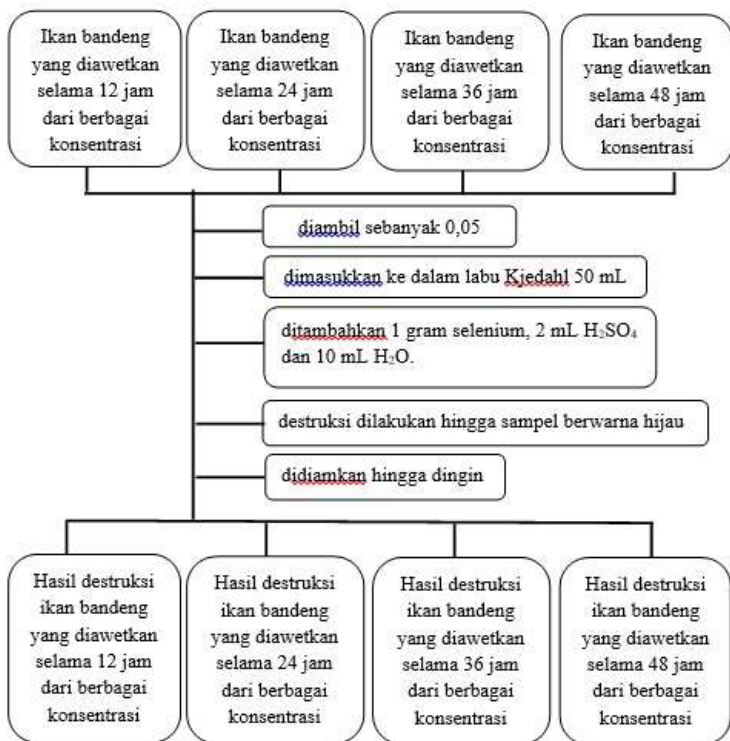 Ikan bandeng
yang diawetkan
selama 12 jam
dari berbagai
konsentrasi
Ikan bandeng
yang diawetkan
selama 24 jam
dari berbagai
konsentrasi
Ikan bandeng
yang diawetkan
selama 36 jam
dari berbagai
konsentrasi
Ikan bandeng
yang diawetkan
selama 48 jam
dari berbagai
konsentrasi
diambil sebanyak 0,05
dimasukkan ke dalam labu Kjedahl 50 mL
ditambahkan 1 gram selenium, 2 mL H₂SO₄
dan 10 mL H₂O.
destruksi dilakukan hingga sampel berwarna hijau
didiamkan hingga dingin
Hasil destruksi
ikan bandeng
yang diawetkan
selama 12 jam
dari berbagai
konsentrasi
Hasil destruksi
ikan bandeng
yang diawetkan
selama 24 jam
dari berbagai
konsentrasi
Hasil destruksi
ikan bandeng
yang diawetkan
selama 36 jam
dari berbagai
konsentrasi
Hasil destruksi
ikan bandeng
yang diawetkan
selama 48 jam
dari berbagai
konsentrasi